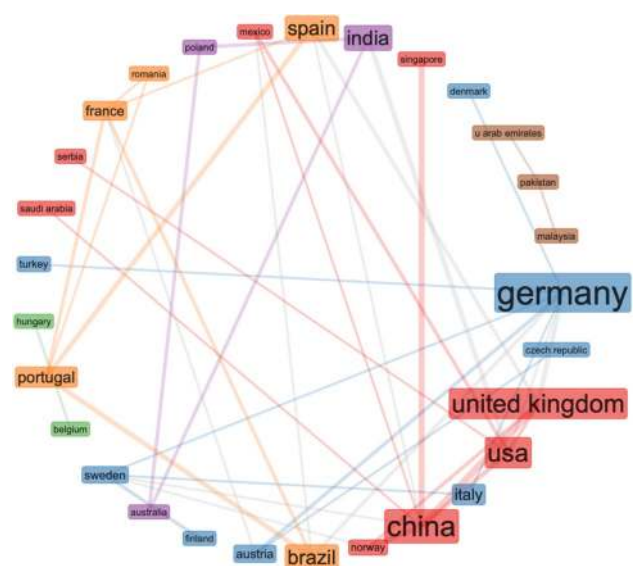 mexico
spain
india
poland
singapore
romania
denmark
france
u arab emirates
serbia
pakistan
saudi arabia
malaysia
turkey
germany
hungary
czech republic
portugal
united kingdom
belgium
usa
sweden
italy
australia
china
finland
norway
austria
brazil